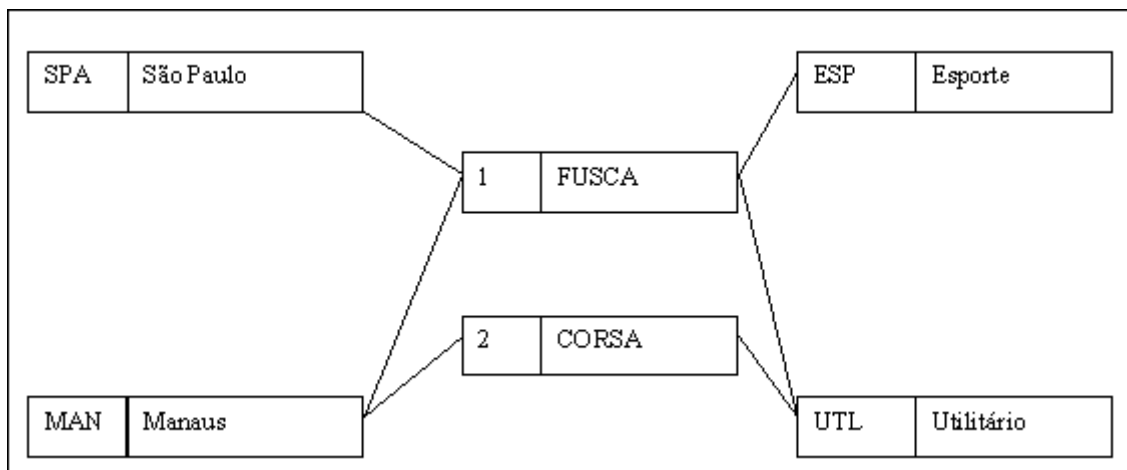 SPA São Paulo ESP Esporte
1 FUSCA
2 CORSA
MAN Manaus UTL Utilitário